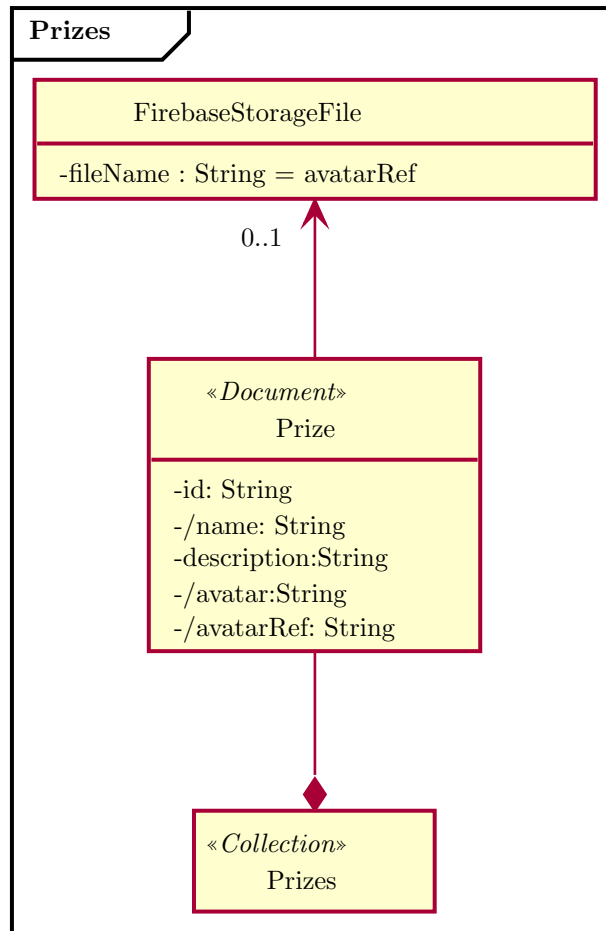 Prizes
FirebaseStorageFile
-fileName : String = avatarRef
0..1
«Document»
Prize
-id: String
-/name: String
-description:String
-/avatar:String
-/avatarRef: String
«Collection»
Prizes